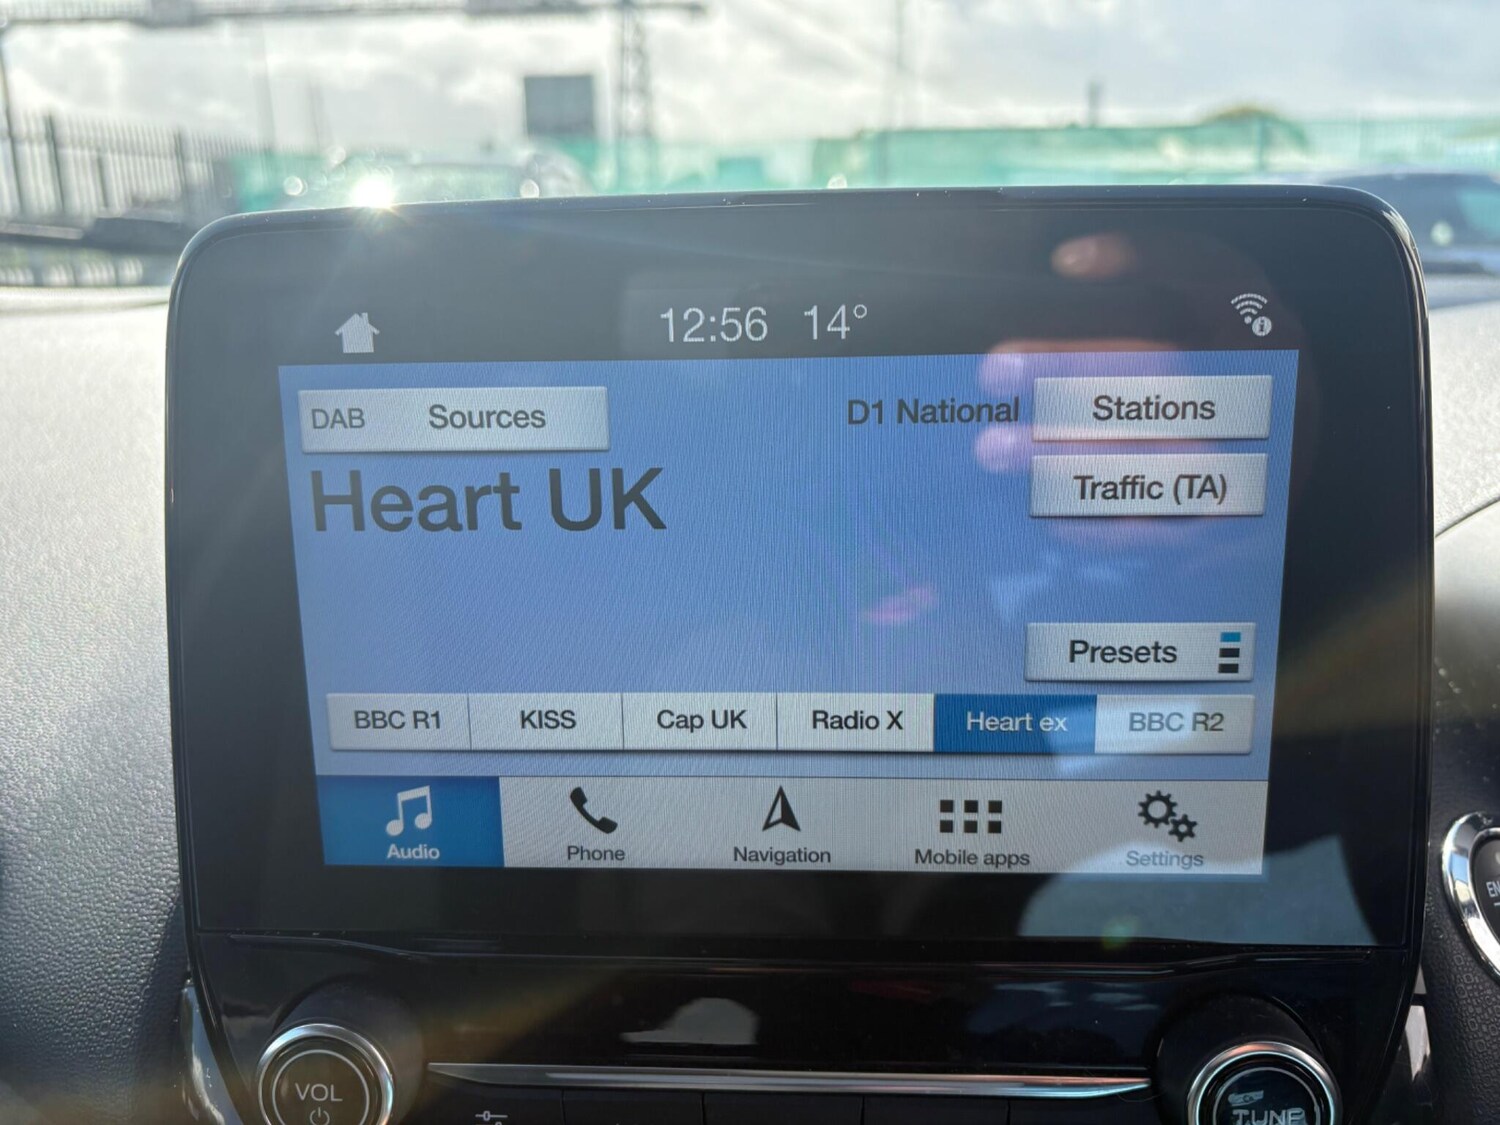 12:56 14°
DAB Sources
D1 National Stations
Heart UK
Traffic (TA)
Presets
BBC R1 KISS Cap UK Radio X Heart ex BBC R2
Audio Phone Navigation Mobile apps Settings
VOL
TUNE